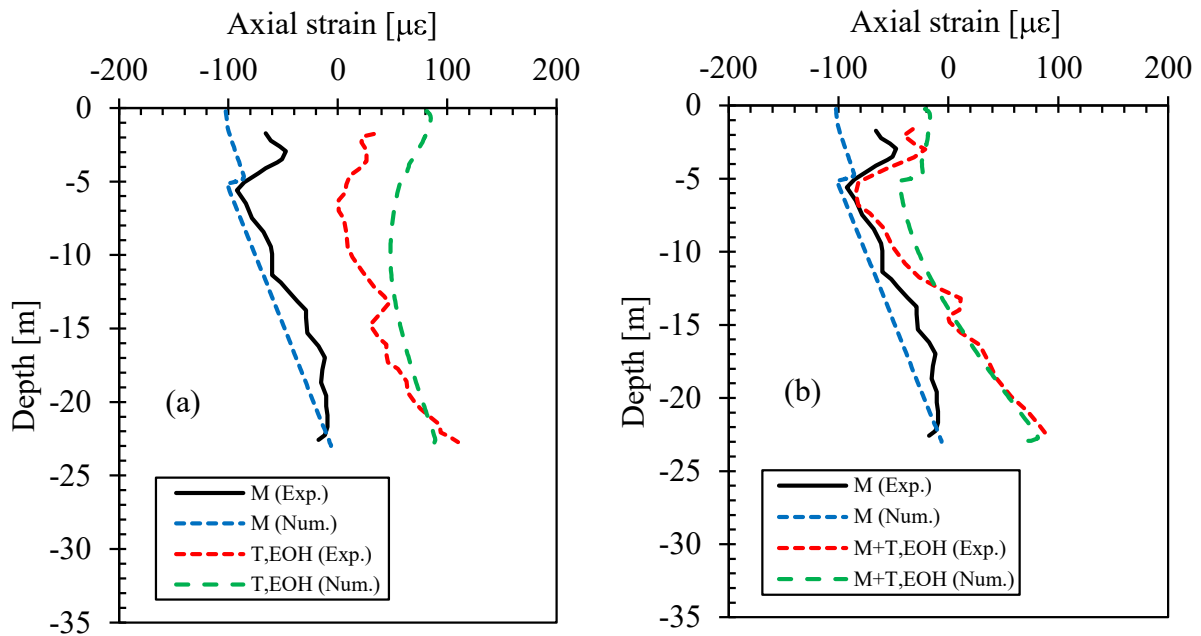 Axial strain [με]
-200 -100 0 100 200
0
-5
-10
-15
-20
-25
-30
-35
Depth [m]
(a)
M (Exp.)
M (Num.)
T,EOH (Exp.)
T,EOH (Num.)
Axial strain [με]
-200 -100 0 100 200
0
-5
-10
-15
-20
-25
-30
-35
Depth [m]
(b)
M (Exp.)
M (Num.)
M+T,EOH (Exp.)
M+T,EOH (Num.)